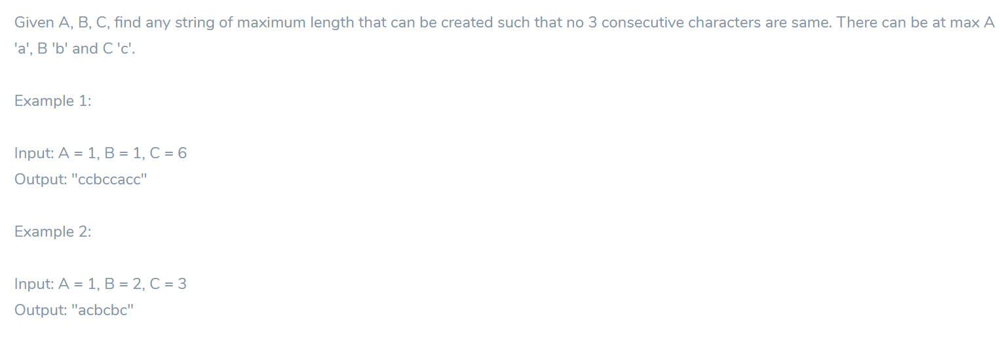 Given A, B, C, find any string of maximum length that can be created such that no 3 consecutive characters are same. There can be at max A
'a', B 'b' and C 'c'.
Example 1:
Input: A = 1, B = 1, C = 6
Output: "ccbccacc"
Example 2:
Input: A = 1, B = 2, C = 3
Output: "acbcbc"